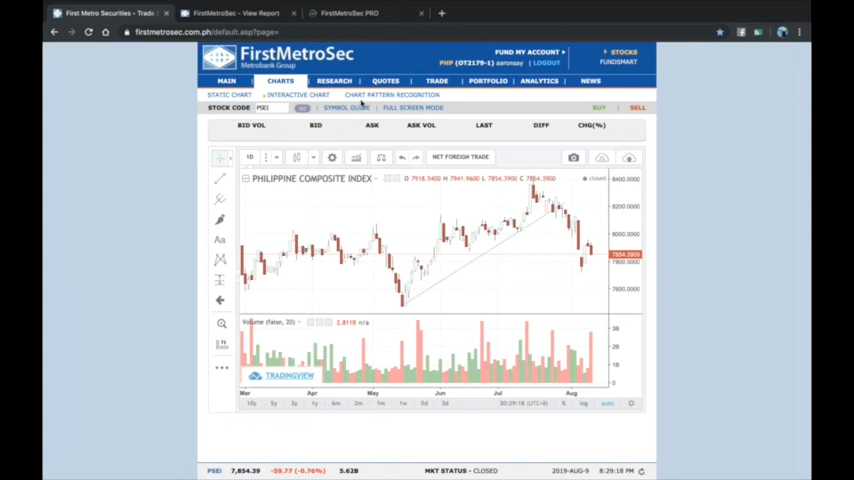 First Metro Securities - Trade
FirstMetroSec - View Report
FirstMetroSec PRO
firstmetrosec.com.ph/default.asp?page=
FirstMetroSec
Metrobank Group
FUND MY ACCOUNT
STOCKS
PHP (OT2179-1) aaronsay | LOGOUT
FUNDSMART
MAIN | CHARTS | RESEARCH | QUOTES | TRADE | PORTFOLIO | ANALYTICS | NEWS
STATIC CHART INTERACTIVE CHART CHART PATTERN RECOGNITION
STOCK CODE PSEI | SYMBOL GUIDE | FULL SCREEN MODE BUY SELL
BID VOL BID ASK ASK VOL LAST DIFF CHG(%)
1D NET FOREIGN TRADE
PHILIPPINE COMPOSITE INDEX O 7918.5400 H 7941.9600 L 7854.3900 C 7854.3900 closed
8400.0000
8200.0000
8000.0000
7854.3900
7800.0000
7600.0000
Aa
Volume (false, 20) 2.811B n/a
3B
2B
1B
0
TRADINGVIEW
Mar Apr May Jun Jul Aug
10y 5y 3y 1y 6m 3m 1m 1w 5d 3d 20:29:18 (UTC+8) % log auto
PSEI 7,854.39 -59.77 (-0.76%) 5.62B MKT STATUS - CLOSED 2019-AUG-9 8:29:18 PM